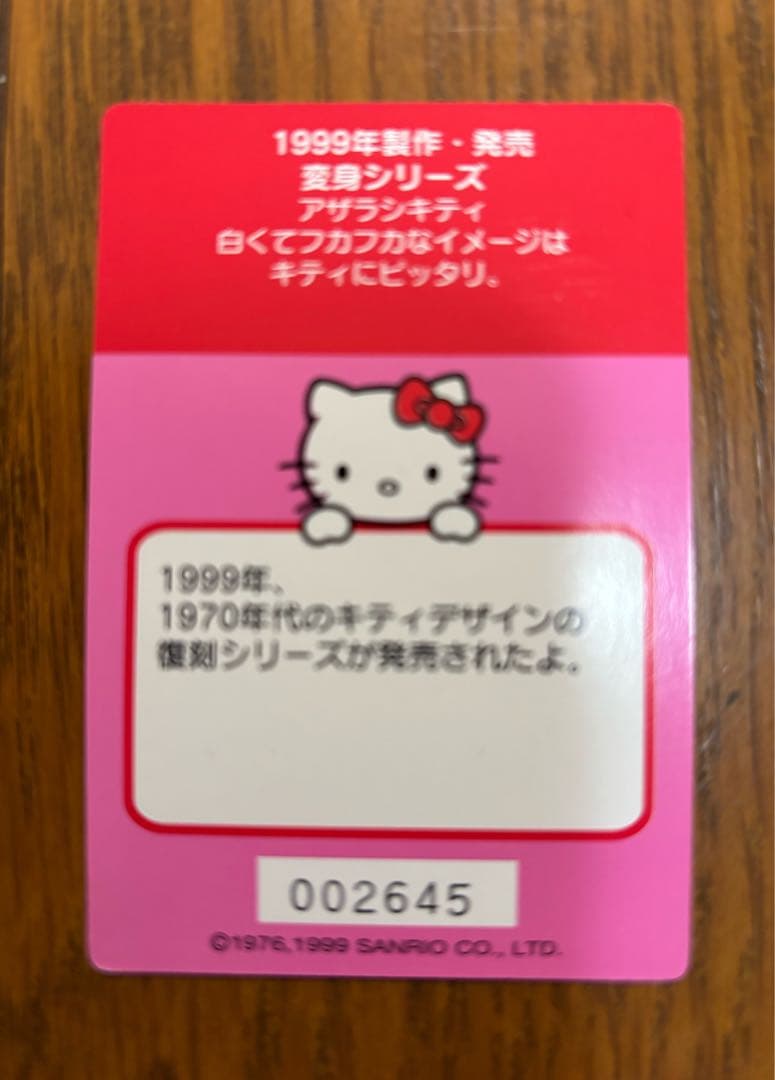 1999年製作・発売
変身シリーズ
アザラシキティ
白くてフカフカなイメージは
キティにピッタリ。
1999年、
1970年代のキティデザインの
復刻シリーズが発売されたよ。
002645
©1976,1999 SANRIO CO., LTD.